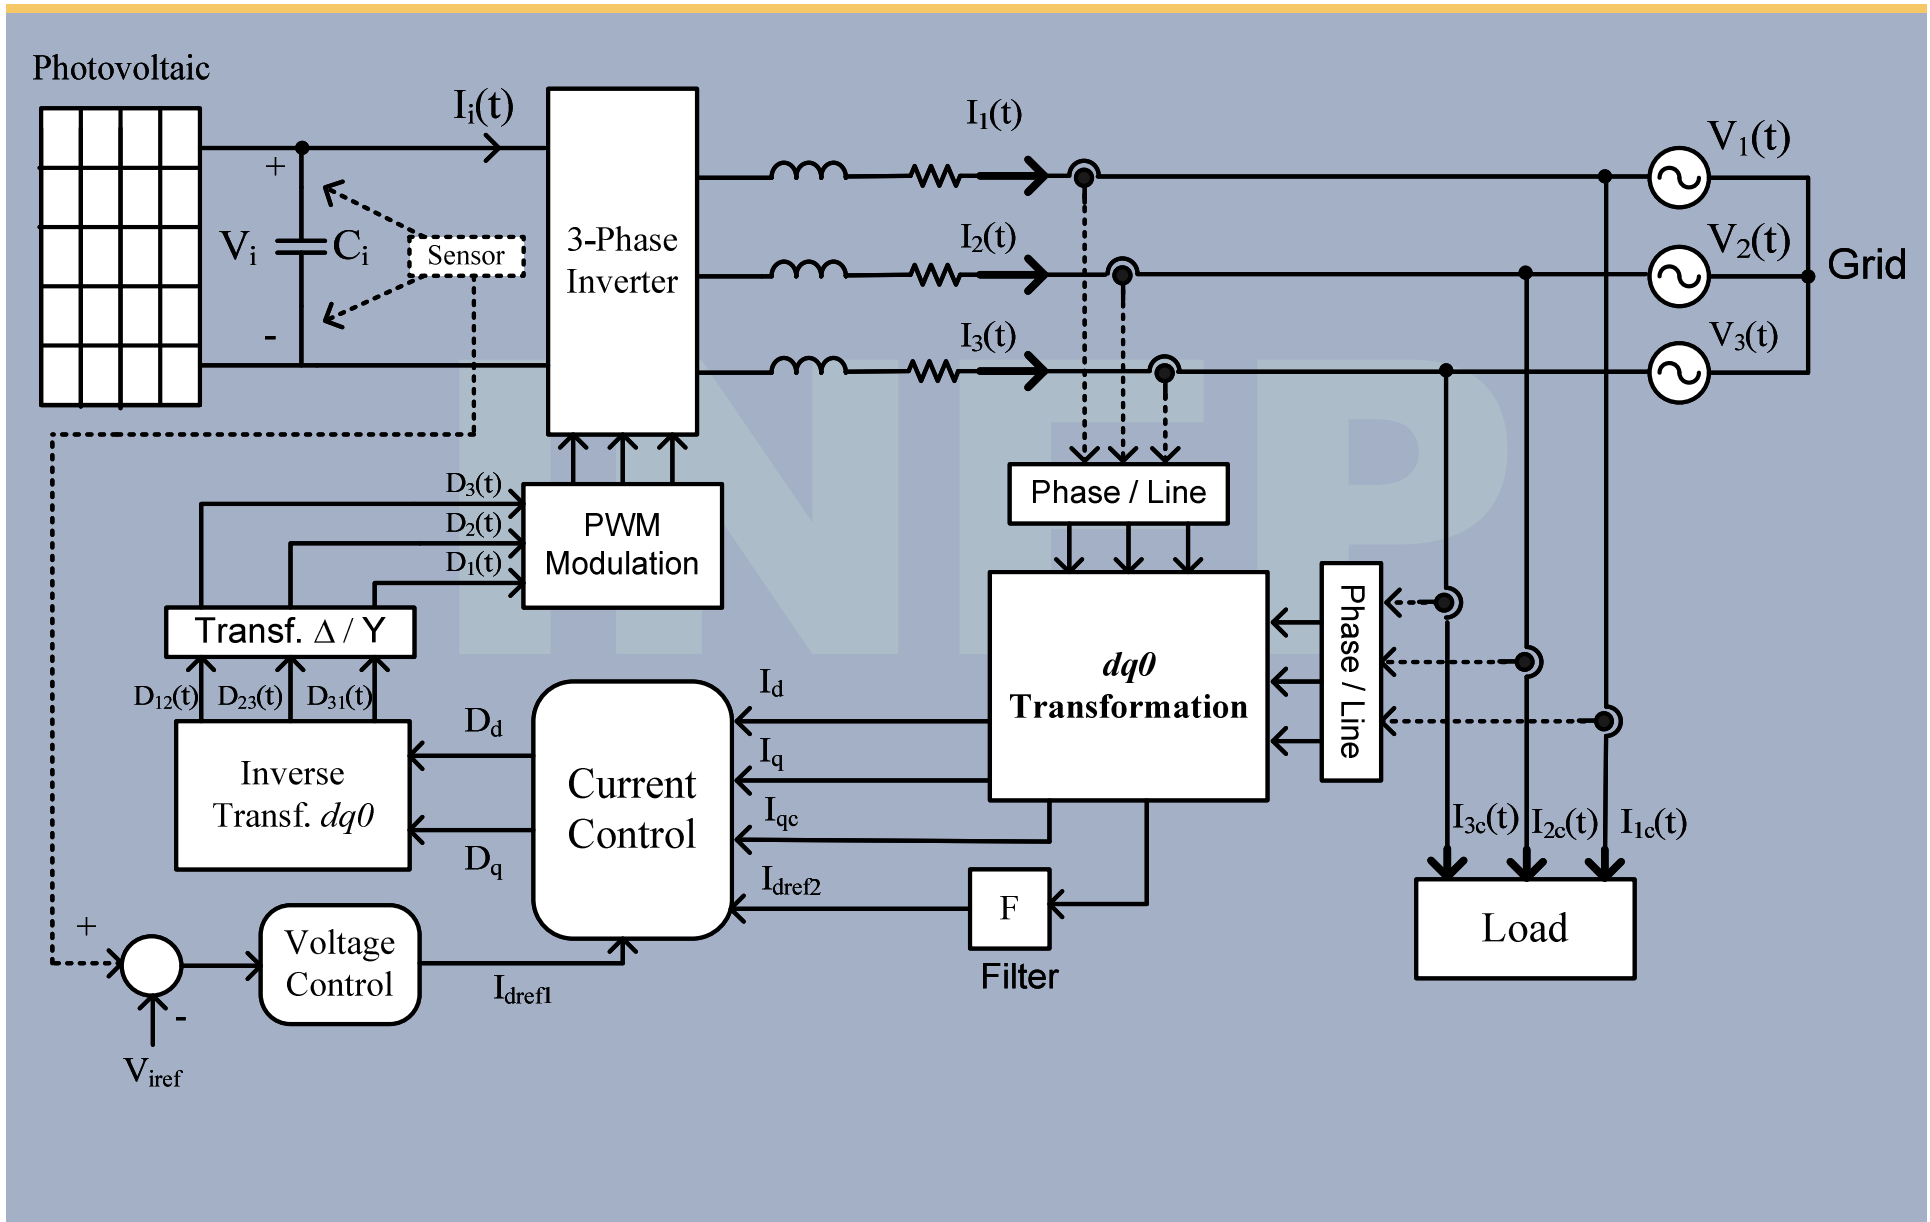 Photovoltaic
I_i(t)
+
V_i
C_i
Sensor
-
3-Phase
Inverter
I_1(t)
I_2(t)
I_3(t)
V_1(t)
V_2(t)
V_3(t)
Grid
INEP
D_3(t)
D_2(t)
D_1(t)
PWM
Modulation
Phase / Line
Transf. Δ / Y
D_12(t)
D_23(t)
D_31(t)
Inverse
Transf. dq0
D_d
D_q
Current
Control
I_d
I_q
I_qc
I_dref2
dq0
Transformation
Phase / Line
I_3c(t)
I_2c(t)
I_1c(t)
Load
F
Filter
+
-
V_iref
Voltage
Control
I_dref1